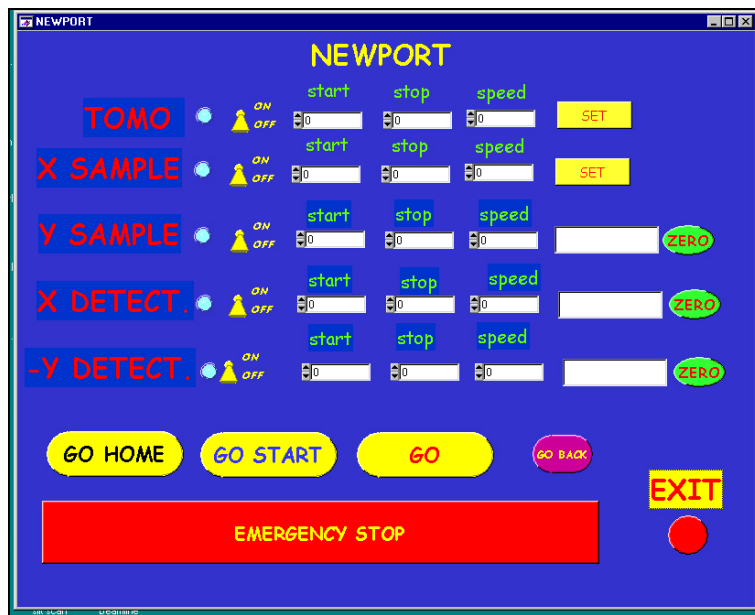 NEWPORT
NEWPORT
start stop speed
TOMO ON OFF 0 0 0 SET
start stop speed
X SAMPLE ON OFF 0 0 0 SET
start stop speed
Y SAMPLE ON OFF 0 0 0 ZERO
start stop speed
X DETECT. ON OFF 0 0 0 ZERO
start stop speed
-Y DETECT. ON OFF 0 0 0 ZERO
GO HOME GO START GO GO BACK
EXIT
EMERGENCY STOP